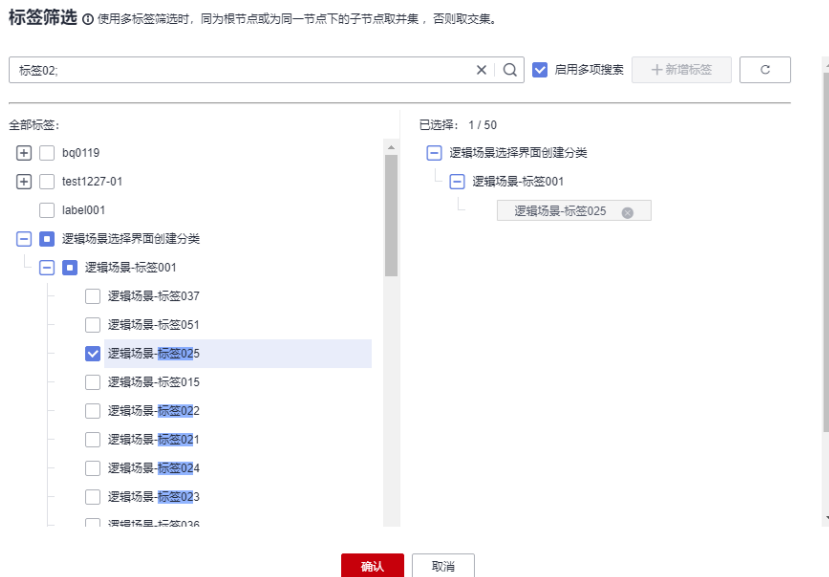 标签筛选 使用多标签筛选时，同为根节点或为同一节点下的子节点取并集，否则取交集。
标签02; 启用多项搜索 新增标签
全部标签：
bq0119
test1227-01
label001
逻辑场景选择界面创建分类
逻辑场景-标签001
逻辑场景-标签037
逻辑场景-标签051
逻辑场景-标签025
逻辑场景-标签015
逻辑场景-标签022
逻辑场景-标签021
逻辑场景-标签024
逻辑场景-标签023
逻辑场景-标签036
已选择： 1 / 50
逻辑场景选择界面创建分类
逻辑场景-标签001
逻辑场景-标签025
确认 取消